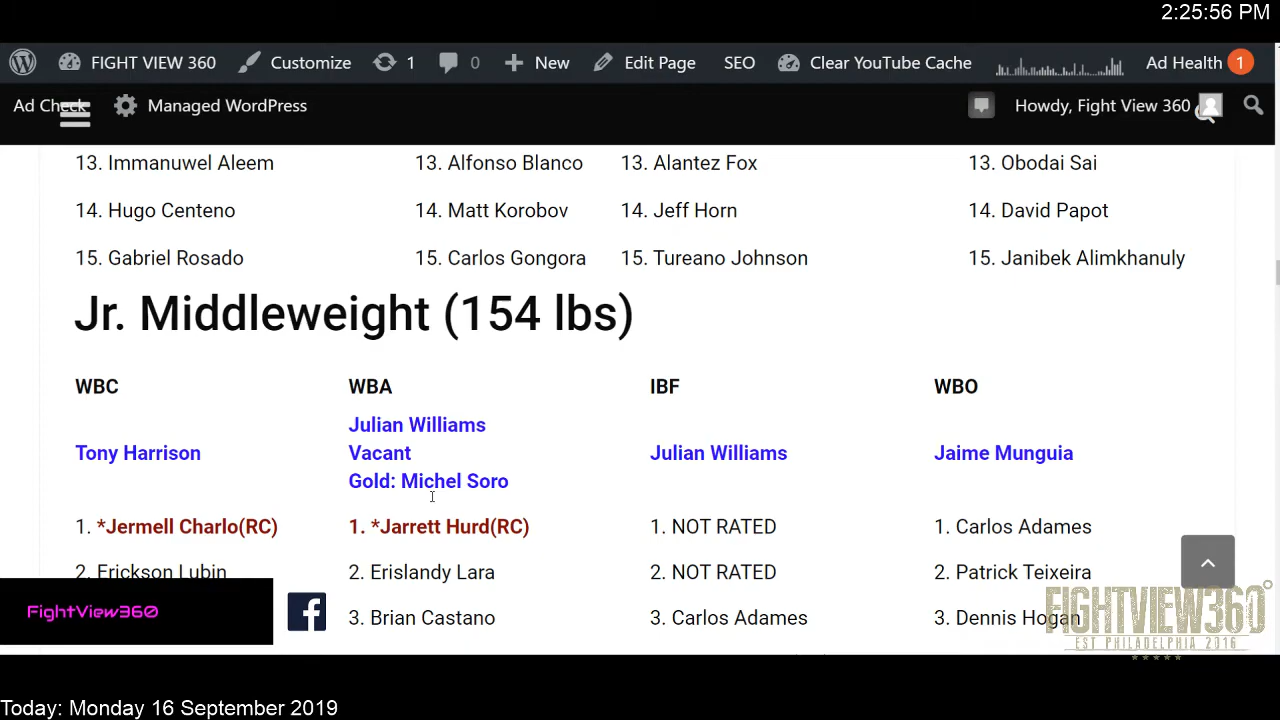 2:25:56 PM
FIGHT VIEW 360 Customize 1 0 New Edit Page SEO Clear YouTube Cache Ad Health 1
Ad Check Managed WordPress Howdy, Fight View 360
13. Immanuwel Aleem 13. Alfonso Blanco 13. Alantez Fox 13. Obodai Sai
14. Hugo Centeno 14. Matt Korobov 14. Jeff Horn 14. David Papot
15. Gabriel Rosado 15. Carlos Gongora 15. Tureano Johnson 15. Janibek Alimkhanuly
Jr. Middleweight (154 lbs)
WBC WBA IBF WBO
Julian Williams
Tony Harrison Vacant Julian Williams Jaime Munguia
Gold: Michel Soro
1. *Jermell Charlo(RC) 1. *Jarrett Hurd(RC) 1. NOT RATED 1. Carlos Adames
2. Erickson Lubin 2. Erislandy Lara 2. NOT RATED 2. Patrick Teixeira
FightView360 3. Brian Castano 3. Carlos Adames 3. Dennis Hogan
FIGHTVIEW360
EST PHILADELPHIA 2016
Today: Monday 16 September 2019